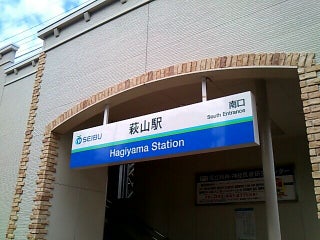 SEIBU
萩山駅
南口
South Entrance
Hagiyama Station